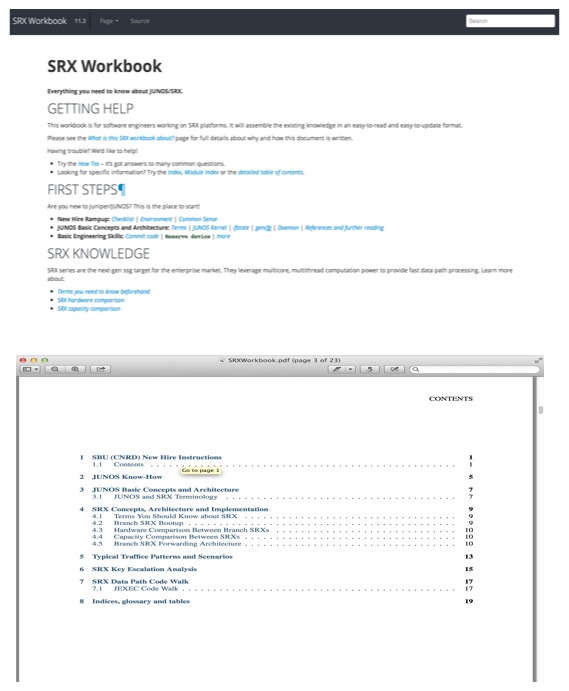 SRX Workbook 11.3 Page Source Search
SRX Workbook
Everything you need to know about JUNOS/SRX.
GETTING HELP
This workbook is for software engineers working on SRX platforms. It will assemble the existing knowledge in an easy-to-read and easy-to-update format.
Please see the What is this SRX workbook about? page for full details about why and how this document is written.
Having trouble? We'd like to help!
• Try the How Tos – it's got answers to many common questions.
• Looking for specific information? Try the Index, Module Index or the detailed table of contents.
FIRST STEPS¶
Are you new to Juniper/JUNOS? This is the place to start!
• New Hire Rampup: Checklist | Environment | Common Sense
• JUNOS Basic Concepts and Architecture: Terms | JUNOS Kernel | ifstate | gencfg | Daemon | References and further reading
• Basic Engineering Skills: Commit code | Reserve device | more
SRX KNOWLEDGE
SRX series are the next-gen ssg target for the enterprise market. They leverage multicore, multithread computation power to provide fast data path processing. Learn more
about:
• Terms you need to know beforehand
• SRX hardware comparison
• SRX capacity comparison
SRXWorkbook.pdf (page 3 of 23)
CONTENTS
1 SBU (CNRD) New Hire Instructions 1
1.1 Contents . . . . . . . . . . 1
Go to page 1
2 JUNOS Know-How 5
3 JUNOS Basic Concepts and Architecture 7
3.1 JUNOS and SRX Terminology . . . . . . . . . . 7
4 SRX Concepts, Architecture and Implementation 9
4.1 Terms You Should Know about SRX . . . . . . . . . . 9
4.2 Branch SRX Bootup . . . . . . . . . . 9
4.3 Hardware Comparison Between Branch SRXs . . . . . . . . . . 10
4.4 Capacity Comparison Between SRXs . . . . . . . . . . 10
4.5 Branch SRX Forwarding Architecture . . . . . . . . . . 10
5 Typical Traffice Patterns and Scenarios 13
6 SRX Key Escalation Analysis 15
7 SRX Data Path Code Walk 17
7.1 JEXEC Code Walk . . . . . . . . . . 17
8 Indices, glossary and tables 19